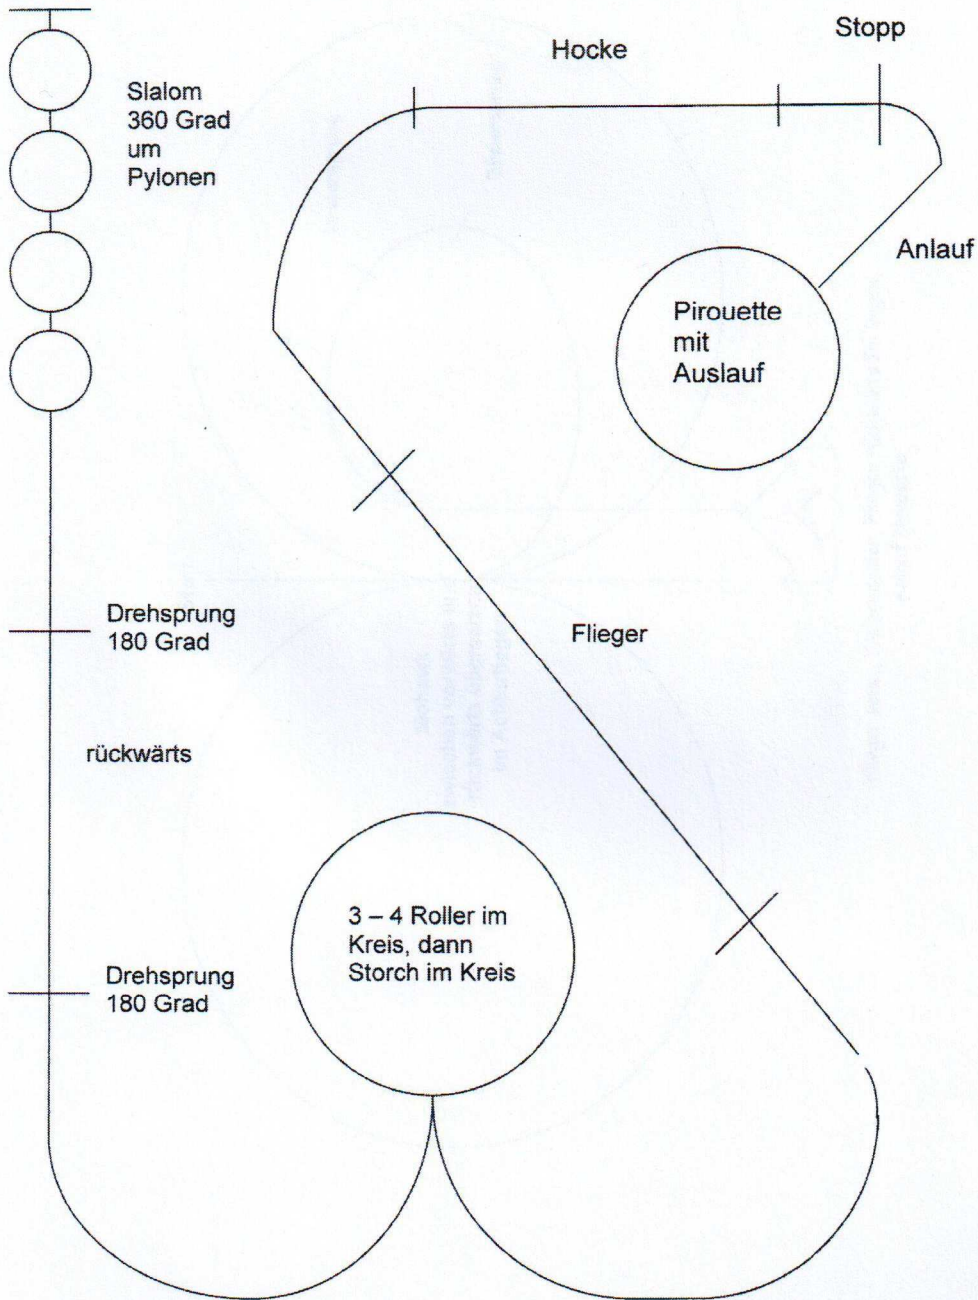 Stopp
Hocke
Slalom
360 Grad
um
Pylonen
Anlauf
Pirouette
mit
Auslauf
Drehsprung
180 Grad
Flieger
rückwärts
3 – 4 Roller im
Kreis, dann
Storch im Kreis
Drehsprung
180 Grad